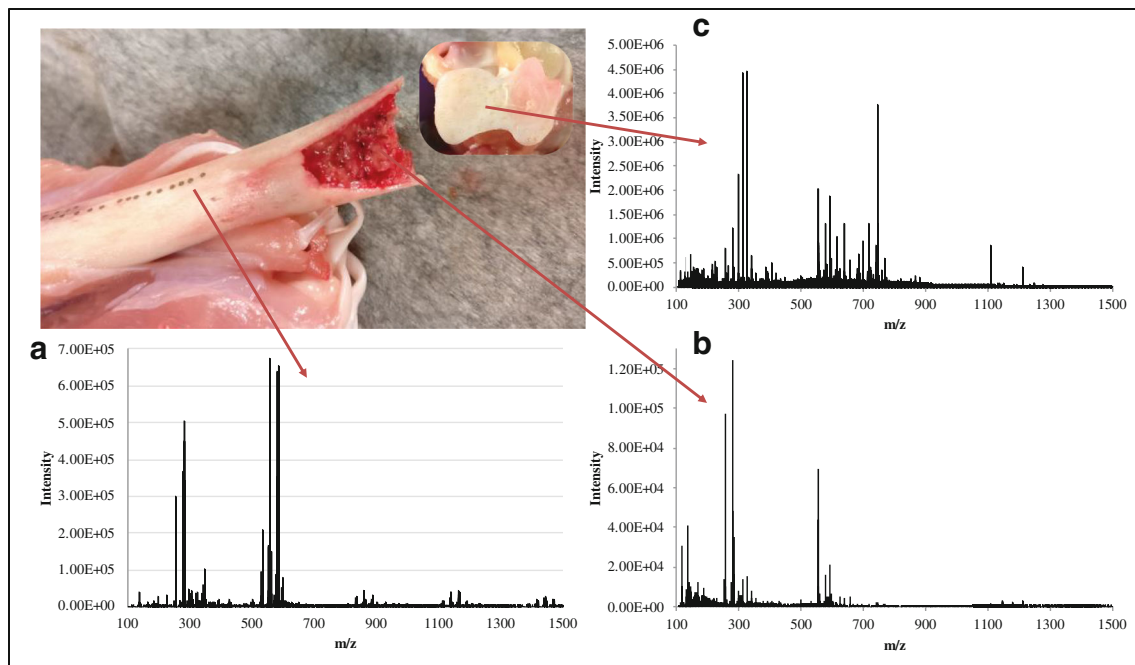 c
5.00E+06
4.50E+06
4.00E+06
3.50E+06
3.00E+06
2.50E+06
2.00E+06
1.50E+06
1.00E+06
5.00E+05
0.00E+00
Intensity
100 300 500 700 900 1100 1300 1500
m/z
a
7.00E+05
6.00E+05
5.00E+05
4.00E+05
3.00E+05
2.00E+05
1.00E+05
0.00E+00
Intensity
100 300 500 700 900 1100 1300 1500
m/z
b
1.20E+05
1.00E+05
8.00E+04
6.00E+04
4.00E+04
2.00E+04
0.00E+00
Intensity
100 300 500 700 900 1100 1300 1500
m/z